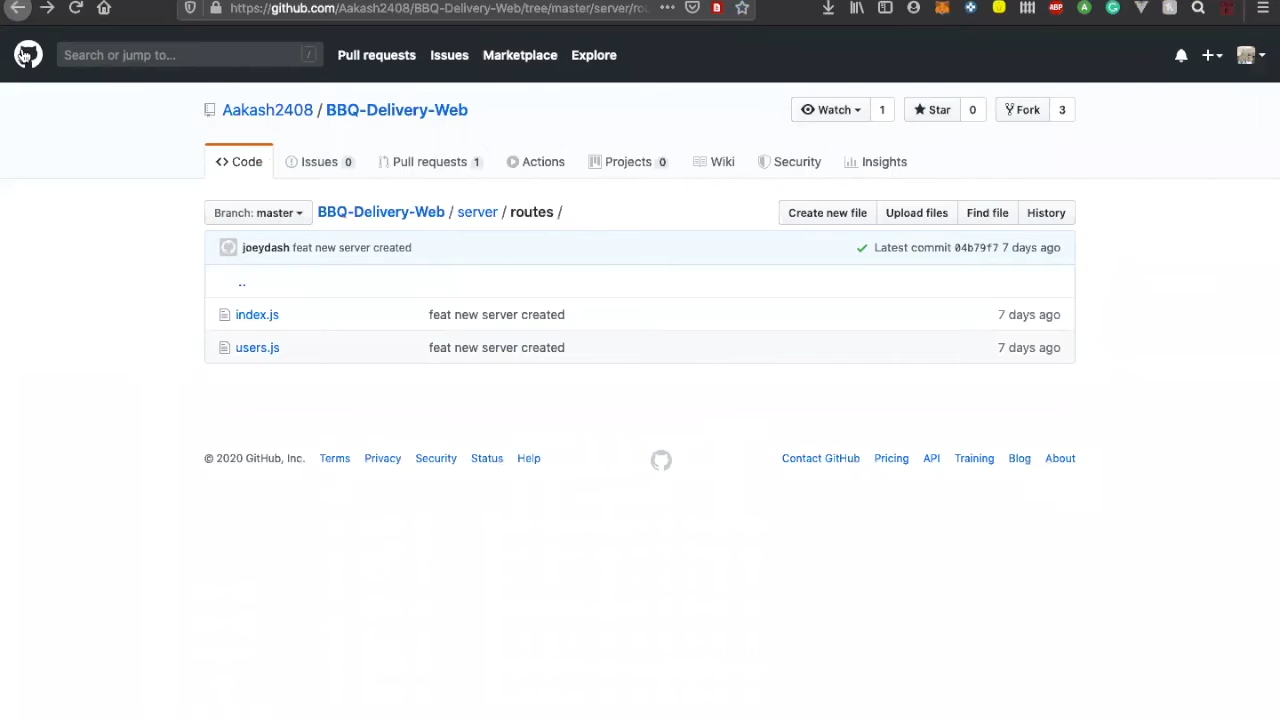 https://github.com/Aakash2408/BBQ-Delivery-Web/tree/master/server/rou
ABP
Search or jump to... /
Pull requests Issues Marketplace Explore
Aakash2408 / BBQ-Delivery-Web
Watch 1 Star 0 Fork 3
Code Issues 0 Pull requests 1 Actions Projects 0 Wiki Security Insights
Branch: master BBQ-Delivery-Web / server / routes / Create new file Upload files Find file History
joeydash feat new server created Latest commit 04b79f7 7 days ago
..
index.js feat new server created 7 days ago
users.js feat new server created 7 days ago
© 2020 GitHub, Inc. Terms Privacy Security Status Help Contact GitHub Pricing API Training Blog About